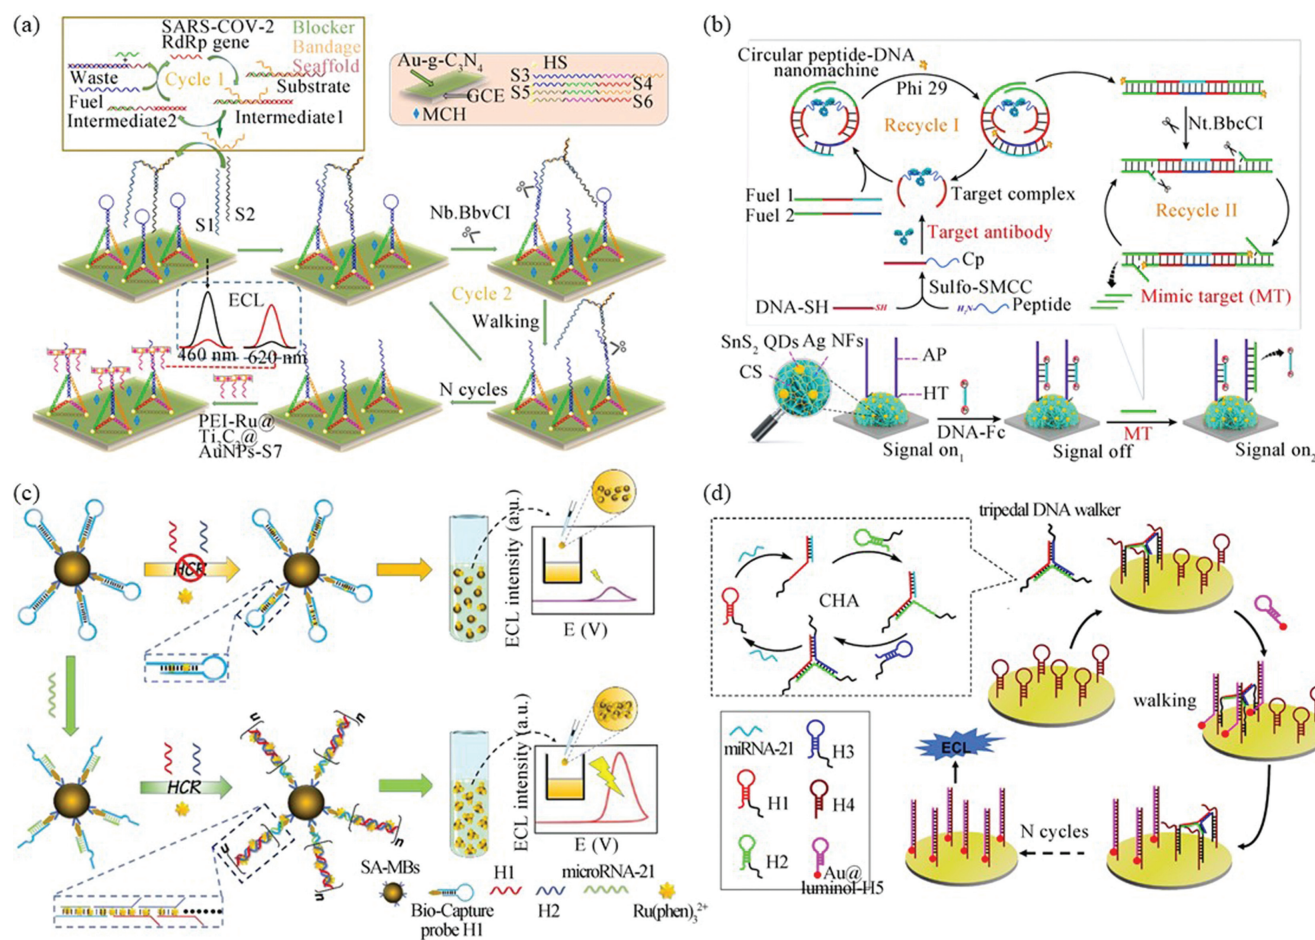 (a)
SARS-COV-2
RdRp gene
Blocker
Bandage
Scaffold
Waste
Cycle 1
Substrate
Fuel
Intermediate2
Intermediate1
Au-g-C3N4
GCE
MCH
HS
S3
S4
S5
S6
S1
S2
Nb.BbvCI
ECL
460 nm
620 nm
Cycle 2
Walking
N cycles
PEI-Ru@
Ti3C2@
AuNPs-S7
(b)
Circular peptide-DNA
nanomachine
Phi 29
Recycle I
Nt.BbcCI
Fuel 1
Fuel 2
Target complex
Recycle II
Target antibody
Cp
Sulfo-SMCC
DNA-SH
SH
H2N
Peptide
Mimic target (MT)
SnS2 QDs
Ag NFs
CS
AP
HT
DNA-Fc
MT
Signal on1
Signal off
Signal on2
(c)
HCR
ECL intensity (a.u.)
E (V)
HCR
n
n
n
n
n
ECL intensity (a.u.)
E (V)
SA-MBs
Bio-Capture
probe H1
H1
H2
microRNA-21
Ru(phen)3 2+
(d)
tripedal DNA walker
CHA
walking
miRNA-21
H3
H1
H4
H2
Au@
luminol-H5
ECL
N cycles